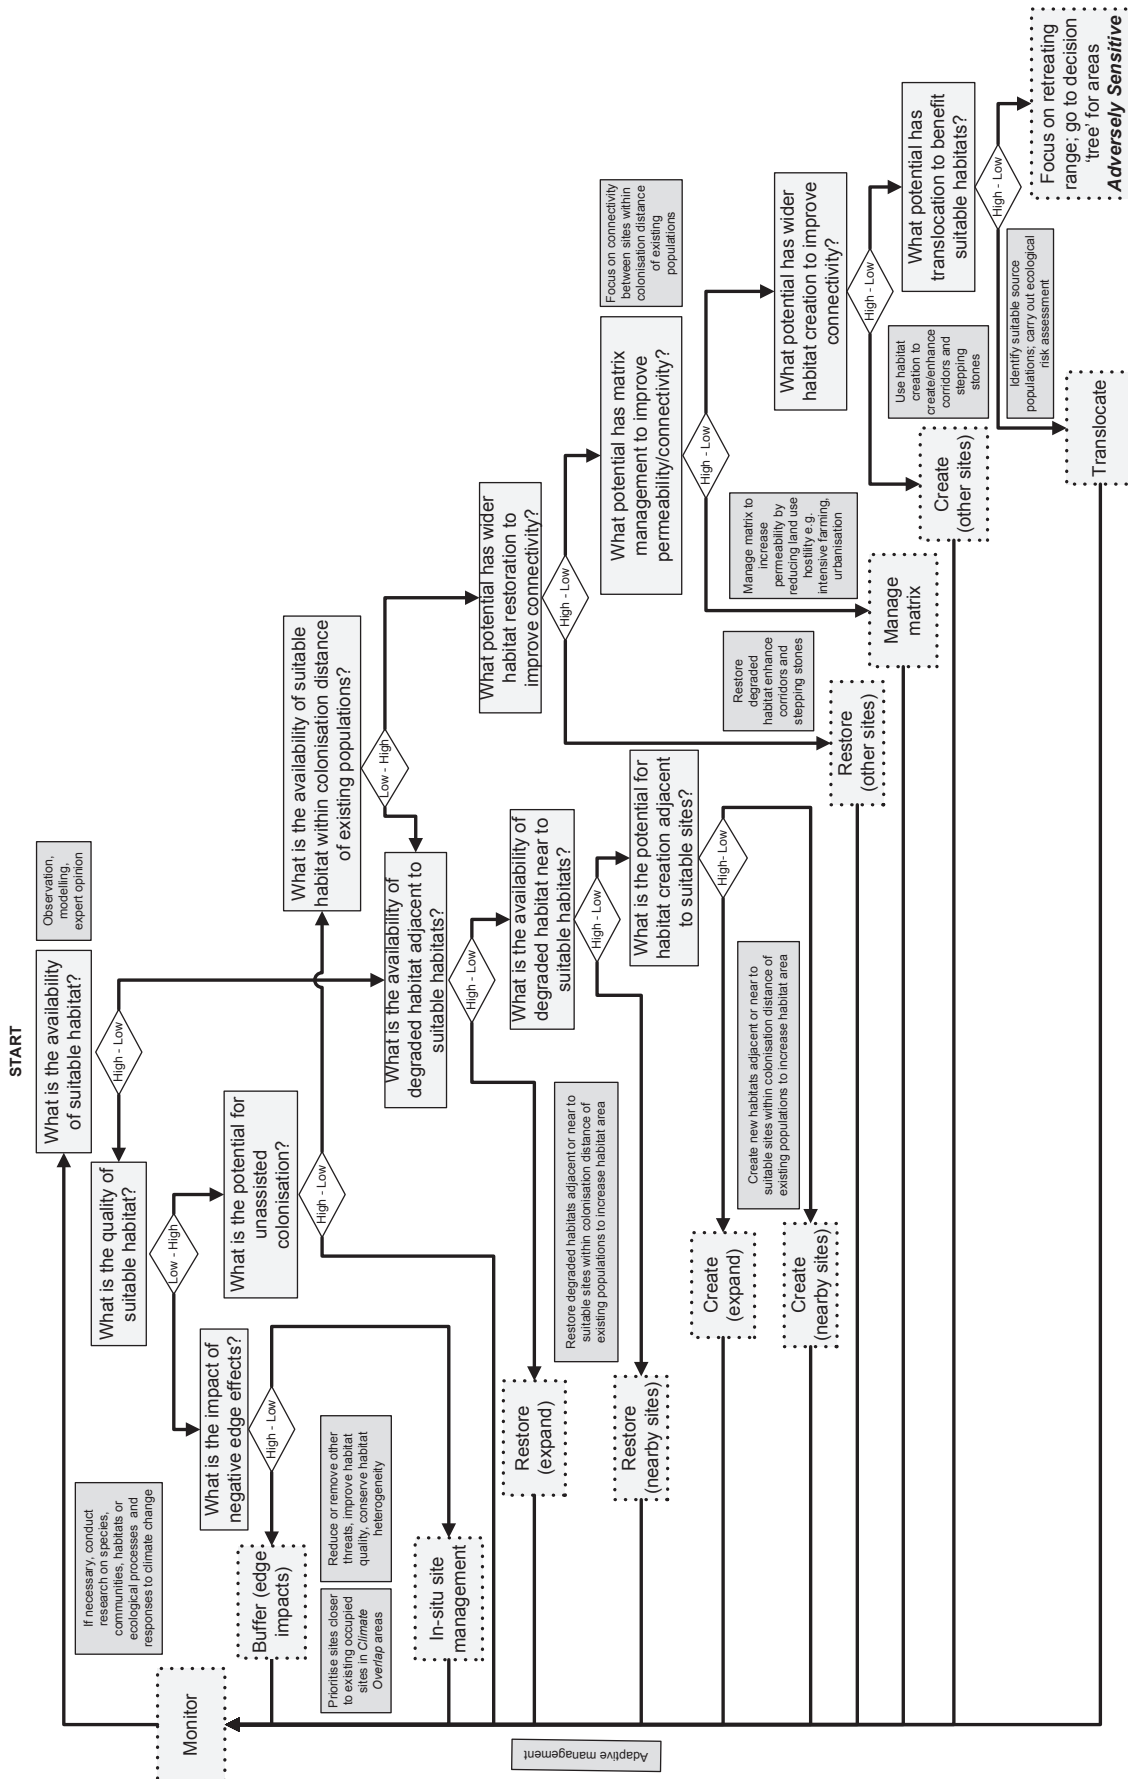 START
What is the availability
of suitable habitat?
Observation,
modelling,
expert opinion
High - Low
If necessary, conduct
research on species,
communities, habitats or
ecological processes and
responses to climate change
What is the quality of
suitable habitat?
Low - High
Monitor
What is the impact of
negative edge effects?
High - Low
What is the potential for
unassisted
colonisation?
High - Low
What is the availability of suitable
habitat within colonisation distance
of existing populations?
Low - High
Buffer (edge
impacts)
Prioritise sites closer
to existing occupied
sites in Climate
Overlap areas
Reduce or remove other
threats, improve habitat
quality, conserve habitat
heterogeneity
In-situ site
management
What is the availability of
degraded habitat adjacent to
suitable habitats?
High - Low
What potential has wider
habitat restoration to
improve connectivity?
High - Low
Adaptive management
Restore
(expand)
Restore degraded habitats adjacent or near to
suitable sites within colonisation distance of
existing populations to increase habitat area
What is the availability of
degraded habitat near to
suitable habitats?
High - Low
What potential has matrix
management to improve
permeability/connectivity?
High - Low
Focus on connectivity
between sites within
colonisation distance
of existing
populations
Restore
(nearby sites)
What is the potential for
habitat creation adjacent
to suitable sites?
High- Low
Restore
degraded
habitat enhance
corridors and
stepping stones
Manage matrix to
increase
permeability by
reducing land use
hostility e.g.
intensive farming,
urbanisation
What potential has wider
habitat creation to improve
connectivity?
High - Low
Create
(expand)
Create new habitats adjacent or near to
suitable sites within colonisation distance of
existing populations to increase habitat area
Create
(nearby sites)
Restore
(other sites)
Manage
matrix
Create
(other sites)
Use habitat
creation to
create/enhance
corridors and
stepping
stones
What potential has
translocation to benefit
suitable habitats?
High - Low
Identify suitable source
populations; carry out ecological
risk assessment
Translocate
Focus on retreating
range; go to decision
‘tree’ for areas
Adversely Sensitive